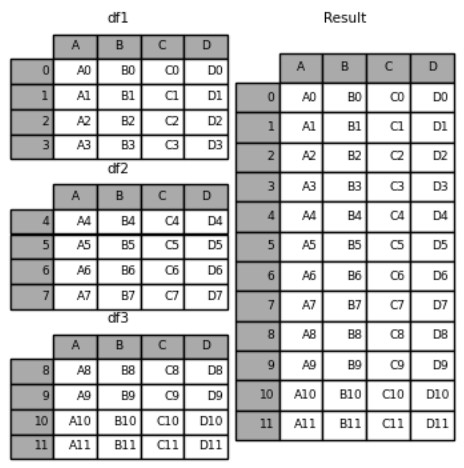 df1
A B C D
0 A0 B0 C0 D0
1 A1 B1 C1 D1
2 A2 B2 C2 D2
3 A3 B3 C3 D3
df2
A B C D
4 A4 B4 C4 D4
5 A5 B5 C5 D5
6 A6 B6 C6 D6
7 A7 B7 C7 D7
df3
A B C D
8 A8 B8 C8 D8
9 A9 B9 C9 D9
10 A10 B10 C10 D10
11 A11 B11 C11 D11
Result
A B C D
0 A0 B0 C0 D0
1 A1 B1 C1 D1
2 A2 B2 C2 D2
3 A3 B3 C3 D3
4 A4 B4 C4 D4
5 A5 B5 C5 D5
6 A6 B6 C6 D6
7 A7 B7 C7 D7
8 A8 B8 C8 D8
9 A9 B9 C9 D9
10 A10 B10 C10 D10
11 A11 B11 C11 D11